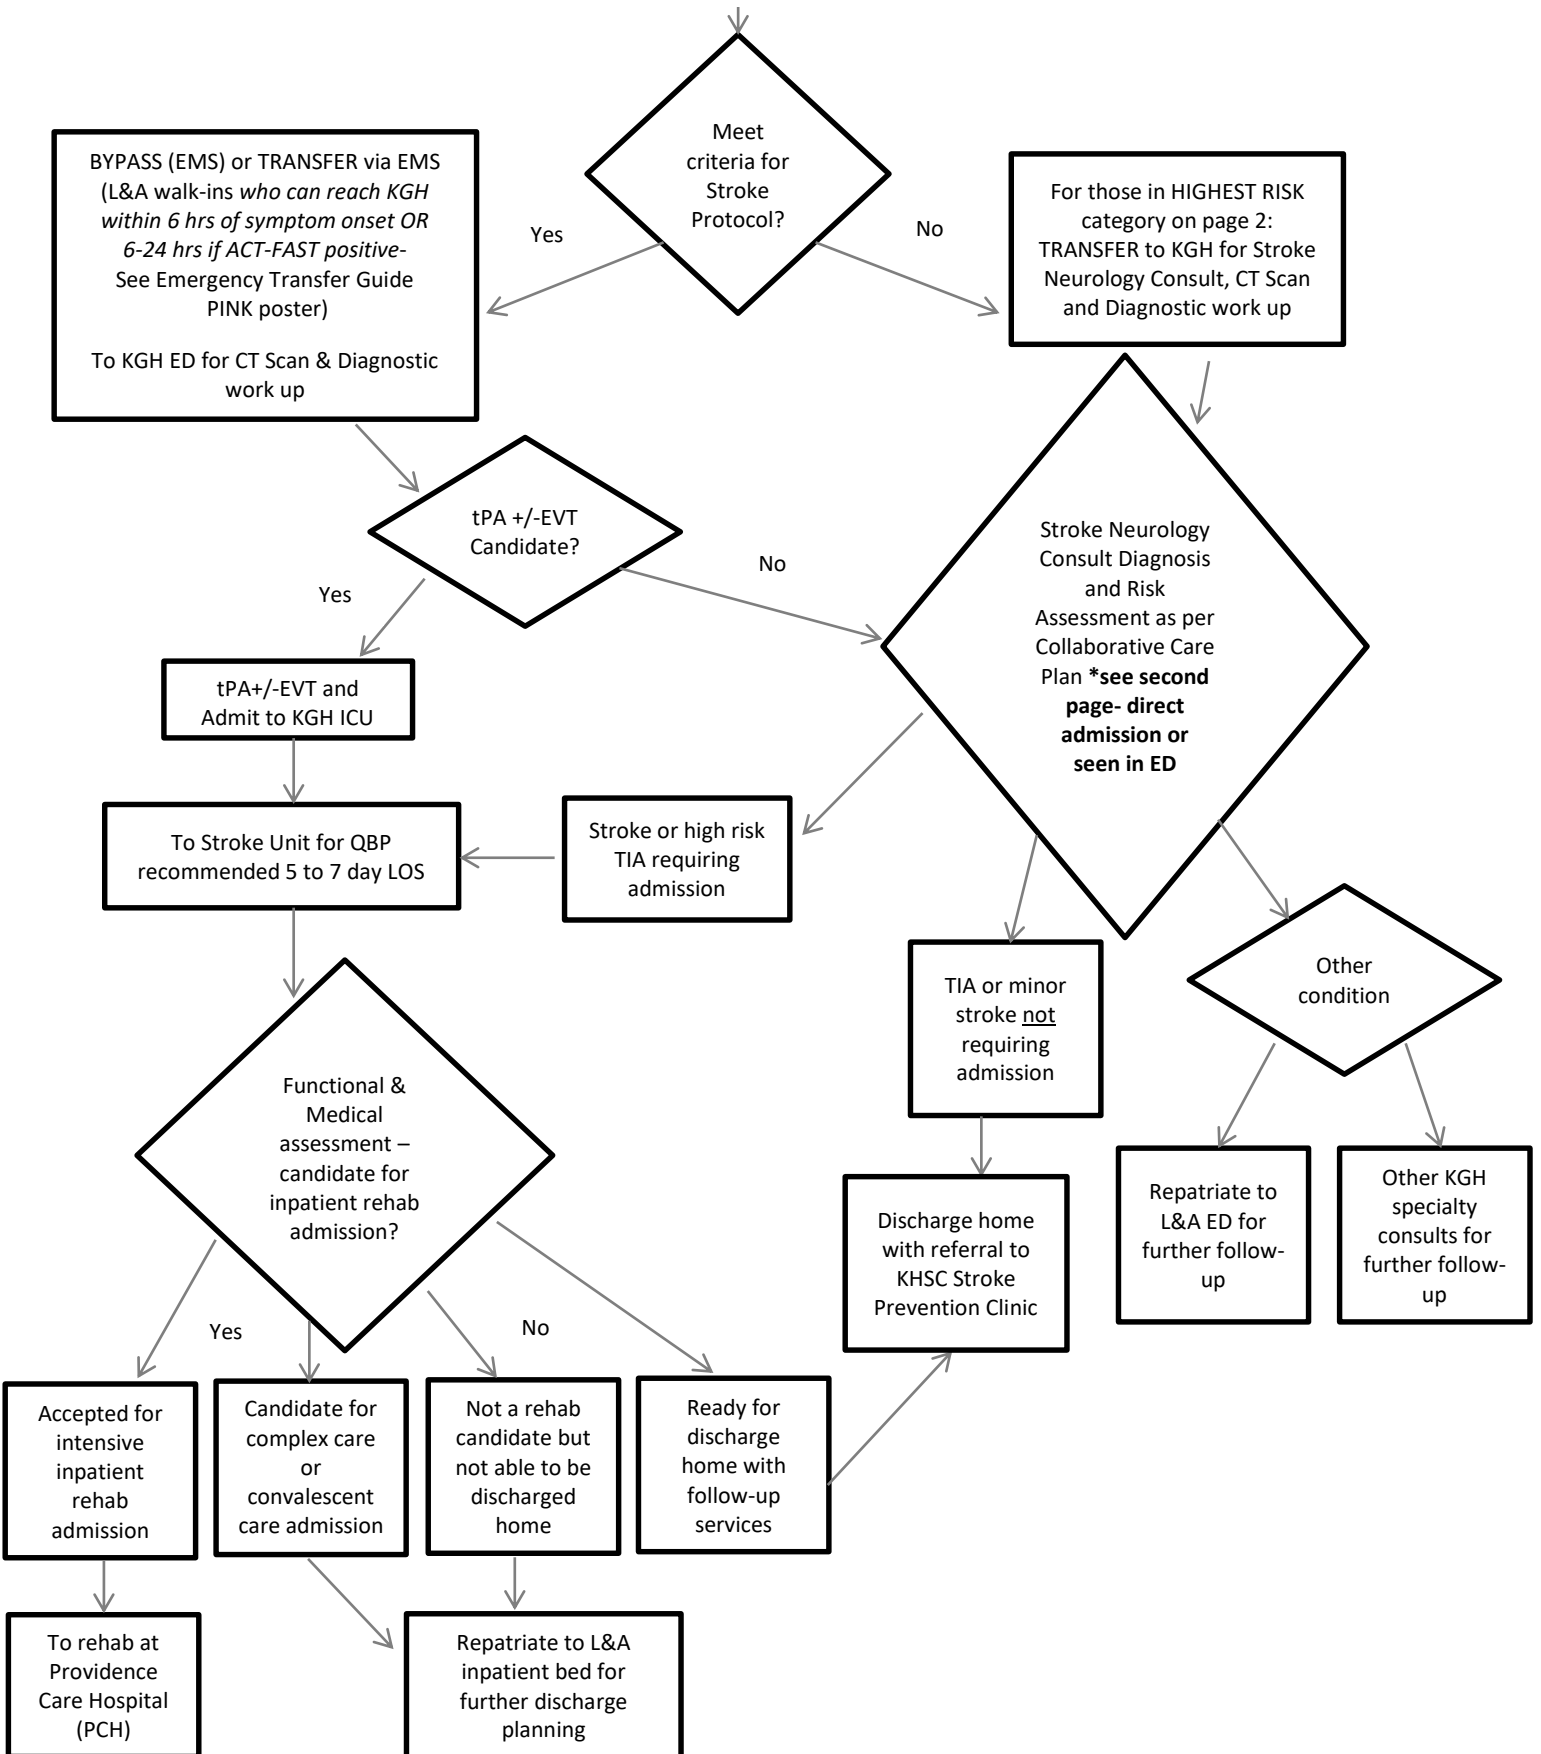 Meet
criteria for
Stroke
Protocol?
Yes
No
BYPASS (EMS) or TRANSFER via EMS
(L&A walk-ins who can reach KGH
within 6 hrs of symptom onset OR
6-24 hrs if ACT-FAST positive-
See Emergency Transfer Guide
PINK poster)
To KGH ED for CT Scan & Diagnostic
work up
For those in HIGHEST RISK
category on page 2:
TRANSFER to KGH for Stroke
Neurology Consult, CT Scan
and Diagnostic work up
tPA +/-EVT
Candidate?
Yes
No
Stroke Neurology
Consult Diagnosis
and Risk
Assessment as per
Collaborative Care
Plan *see second
page- direct
admission or
seen in ED
tPA+/-EVT and
Admit to KGH ICU
To Stroke Unit for QBP
recommended 5 to 7 day LOS
Stroke or high risk
TIA requiring
admission
TIA or minor
stroke not
requiring
admission
Other
condition
Functional &
Medical
assessment –
candidate for
inpatient rehab
admission?
Discharge home
with referral to
KHSC Stroke
Prevention Clinic
Repatriate to
L&A ED for
further follow-
up
Other KGH
specialty
consults for
further follow-
up
Yes
No
Accepted for
intensive
inpatient
rehab
admission
Candidate for
complex care
or
convalescent
care admission
Not a rehab
candidate but
not able to be
discharged
home
Ready for
discharge
home with
follow-up
services
To rehab at
Providence
Care Hospital
(PCH)
Repatriate to L&A
inpatient bed for
further discharge
planning